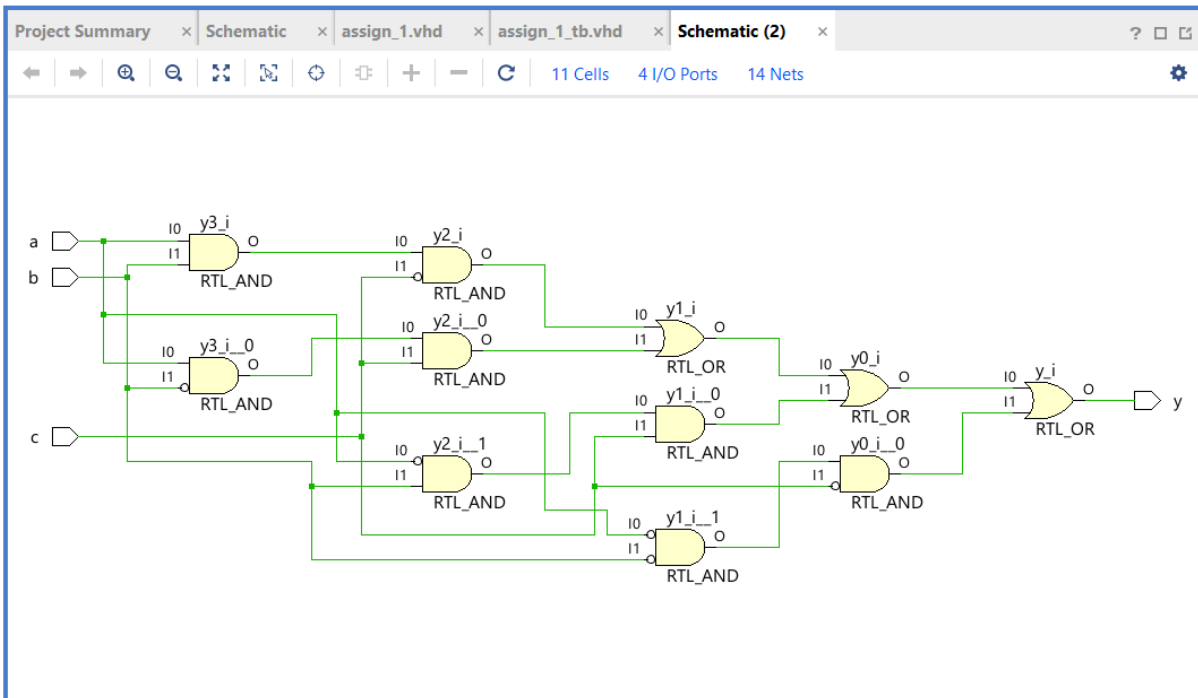 Project Summary × Schematic × assign_1.vhd × assign_1_tb.vhd × Schematic (2) × ?
11 Cells 4 I/O Ports 14 Nets
a
b
c
I0 y3_i O
I1
RTL_AND
I0 y2_i O
I1
RTL_AND
I0 y3_i__0 O
I1
RTL_AND
I0 y2_i__0 O
I1
RTL_AND
I0 y2_i__1 O
I1
RTL_AND
I0 y1_i O
I1
RTL_OR
I0 y1_i__0 O
I1
RTL_AND
I0 y1_i__1 O
I1
RTL_AND
I0 y0_i O
I1
RTL_OR
I0 y0_i__0 O
I1
RTL_AND
I0 y_i O
I1
RTL_OR
y